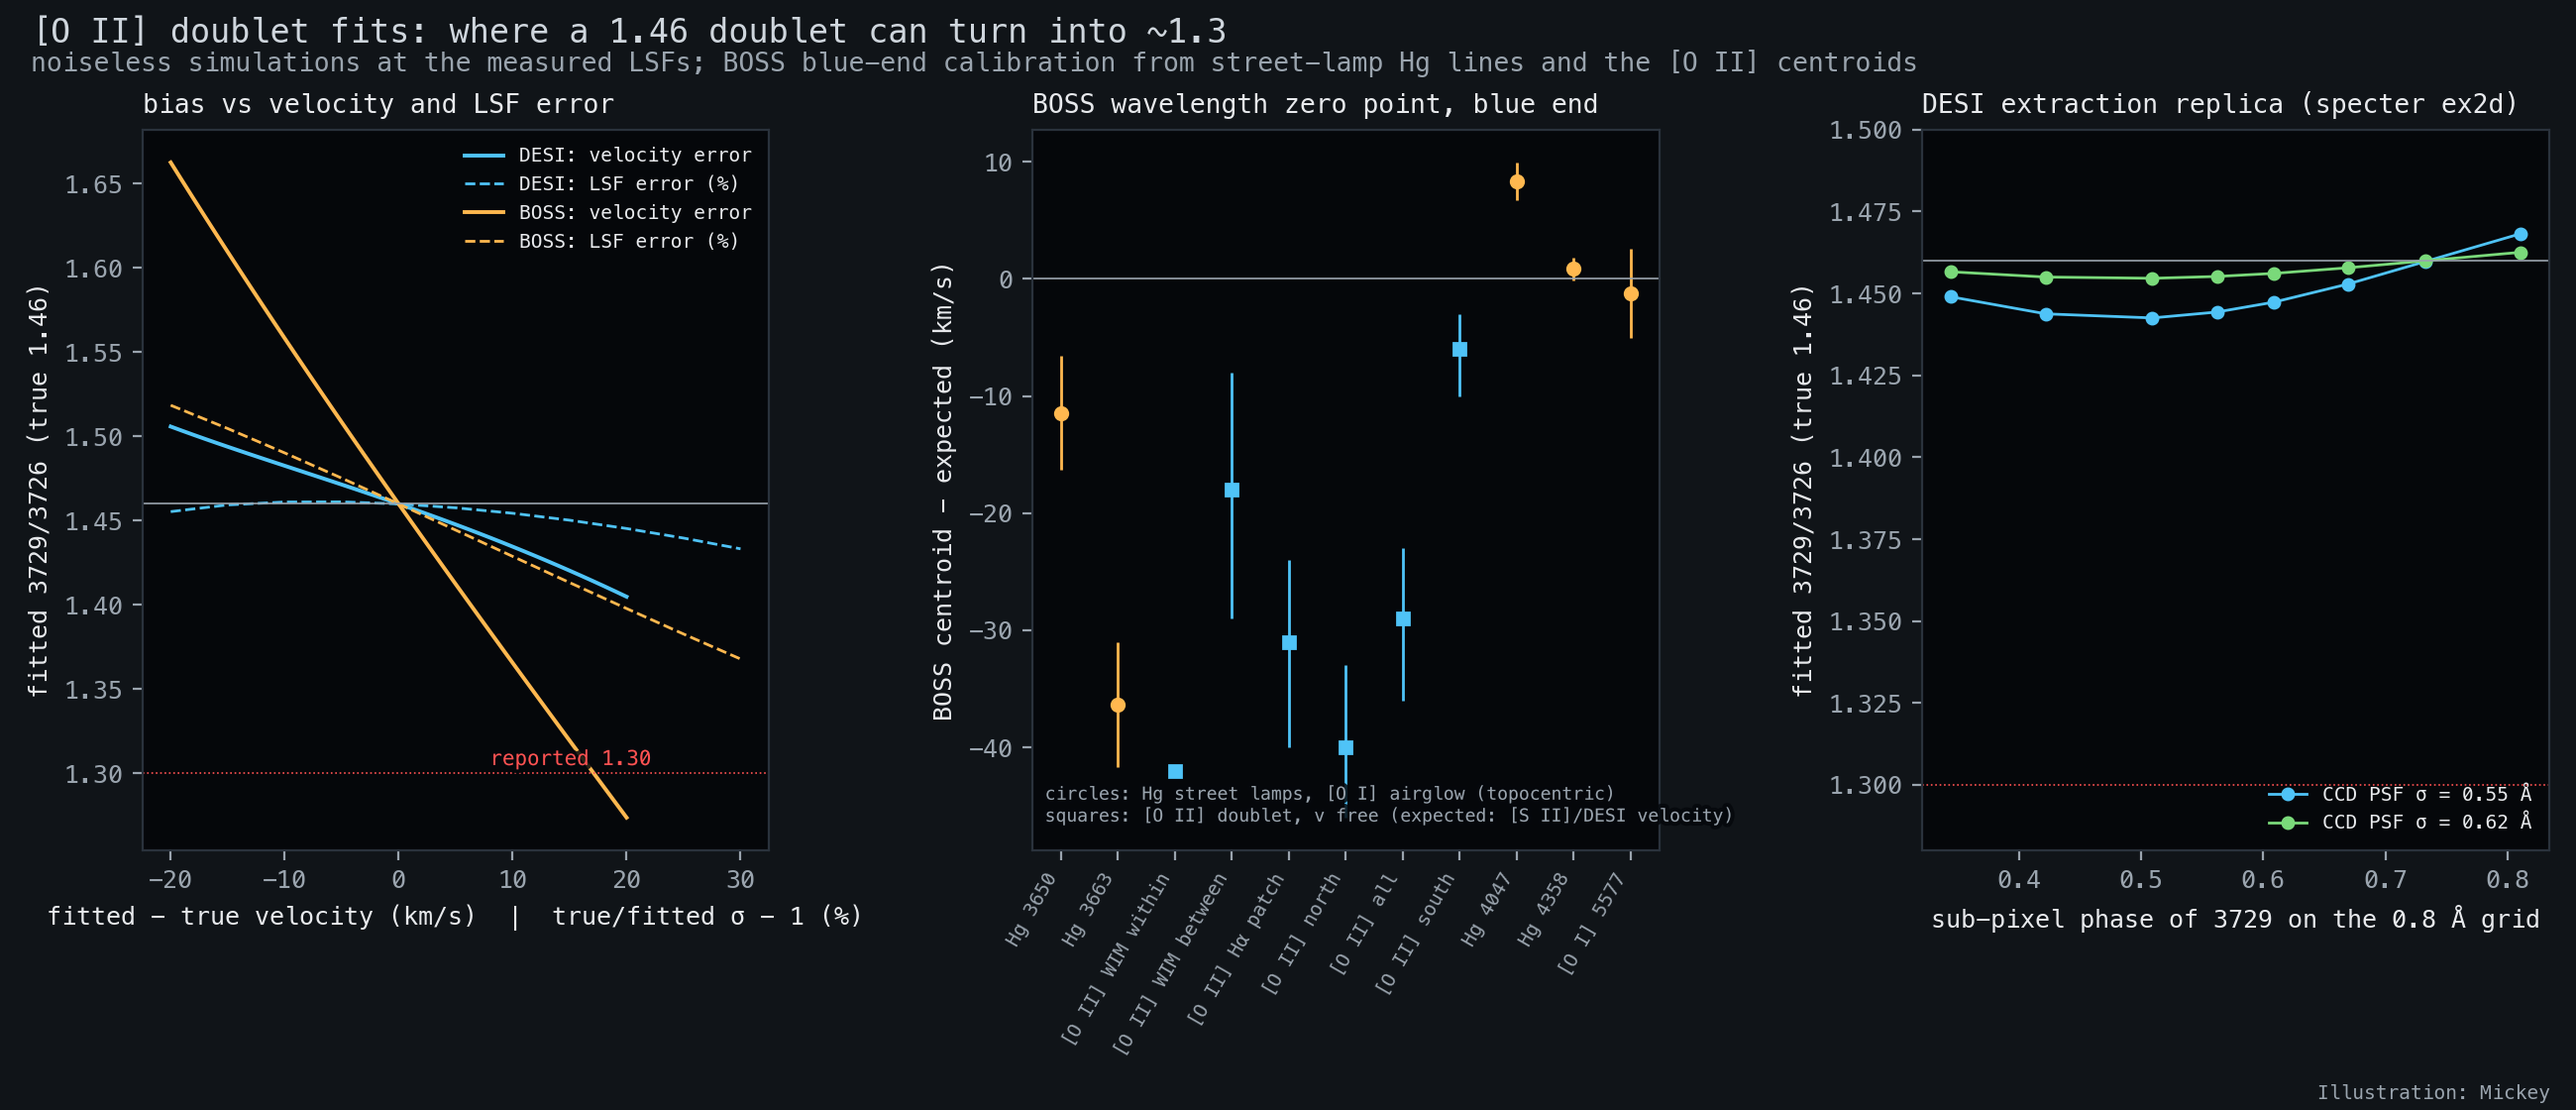 [O II] doublet fits: where a 1.46 doublet can turn into ~1.3
noiseless simulations at the measured LSFs; BOSS blue−end calibration from street−lamp Hg lines and the [O II] centroids
bias vs velocity and LSF error
fitted 3729/3726 (true 1.46)
1.65
1.60
1.55
1.50
1.45
1.40
1.35
1.30
DESI: velocity error
DESI: LSF error (%)
BOSS: velocity error
BOSS: LSF error (%)
reported 1.30
−20
−10
0
10
20
30
fitted − true velocity (km/s)  |  true/fitted σ − 1 (%)
BOSS wavelength zero point, blue end
BOSS centroid − expected (km/s)
10
0
−10
−20
−30
−40
circles: Hg street lamps, [O I] airglow (topocentric)
squares: [O II] doublet, v free (expected: [S II]/DESI velocity)
Hg 3650
Hg 3663
[O II] WIM within
[O II] WIM between
[O II] Hα patch
[O II] north
[O II] all
[O II] south
Hg 4047
Hg 4358
[O I] 5577
DESI extraction replica (specter ex2d)
fitted 3729/3726 (true 1.46)
1.500
1.475
1.450
1.425
1.400
1.375
1.350
1.325
1.300
CCD PSF σ = 0.55 Å
CCD PSF σ = 0.62 Å
0.4
0.5
0.6
0.7
0.8
sub−pixel phase of 3729 on the 0.8 Å grid
Illustration: Mickey